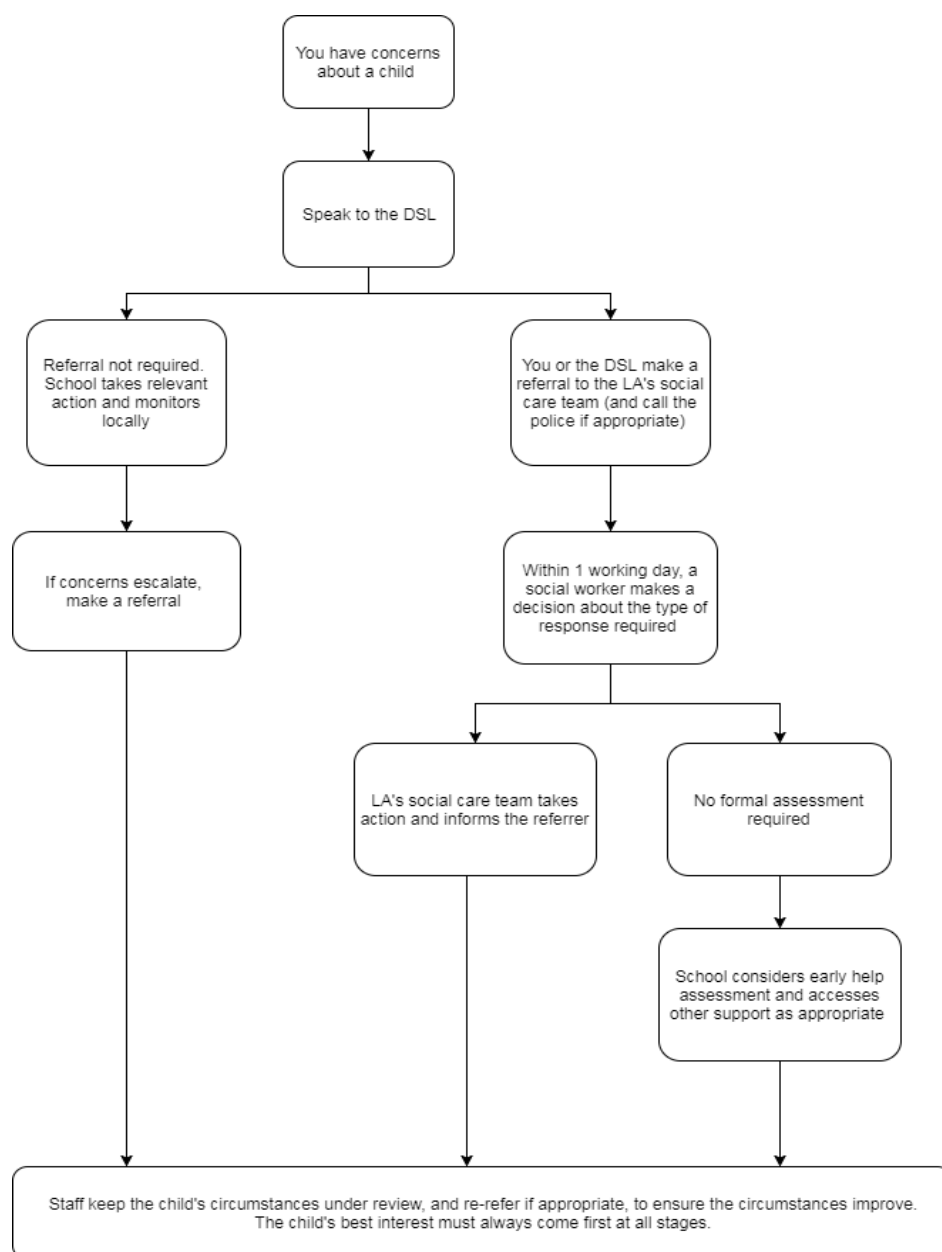 You have concerns
about a child
Speak to the DSL
Referral not required.
School takes relevant
action and monitors
locally
You or the DSL make a
referral to the LA's social
care team (and call the
police if appropriate)
If concerns escalate,
make a referral
Within 1 working day, a
social worker makes a
decision about the type of
response required
LA's social care team takes
action and informs the referrer
No formal assessment
required
School considers early help
assessment and accesses
other support as appropriate
Staff keep the child's circumstances under review, and re-refer if appropriate, to ensure the circumstances improve.
The child's best interest must always come first at all stages.